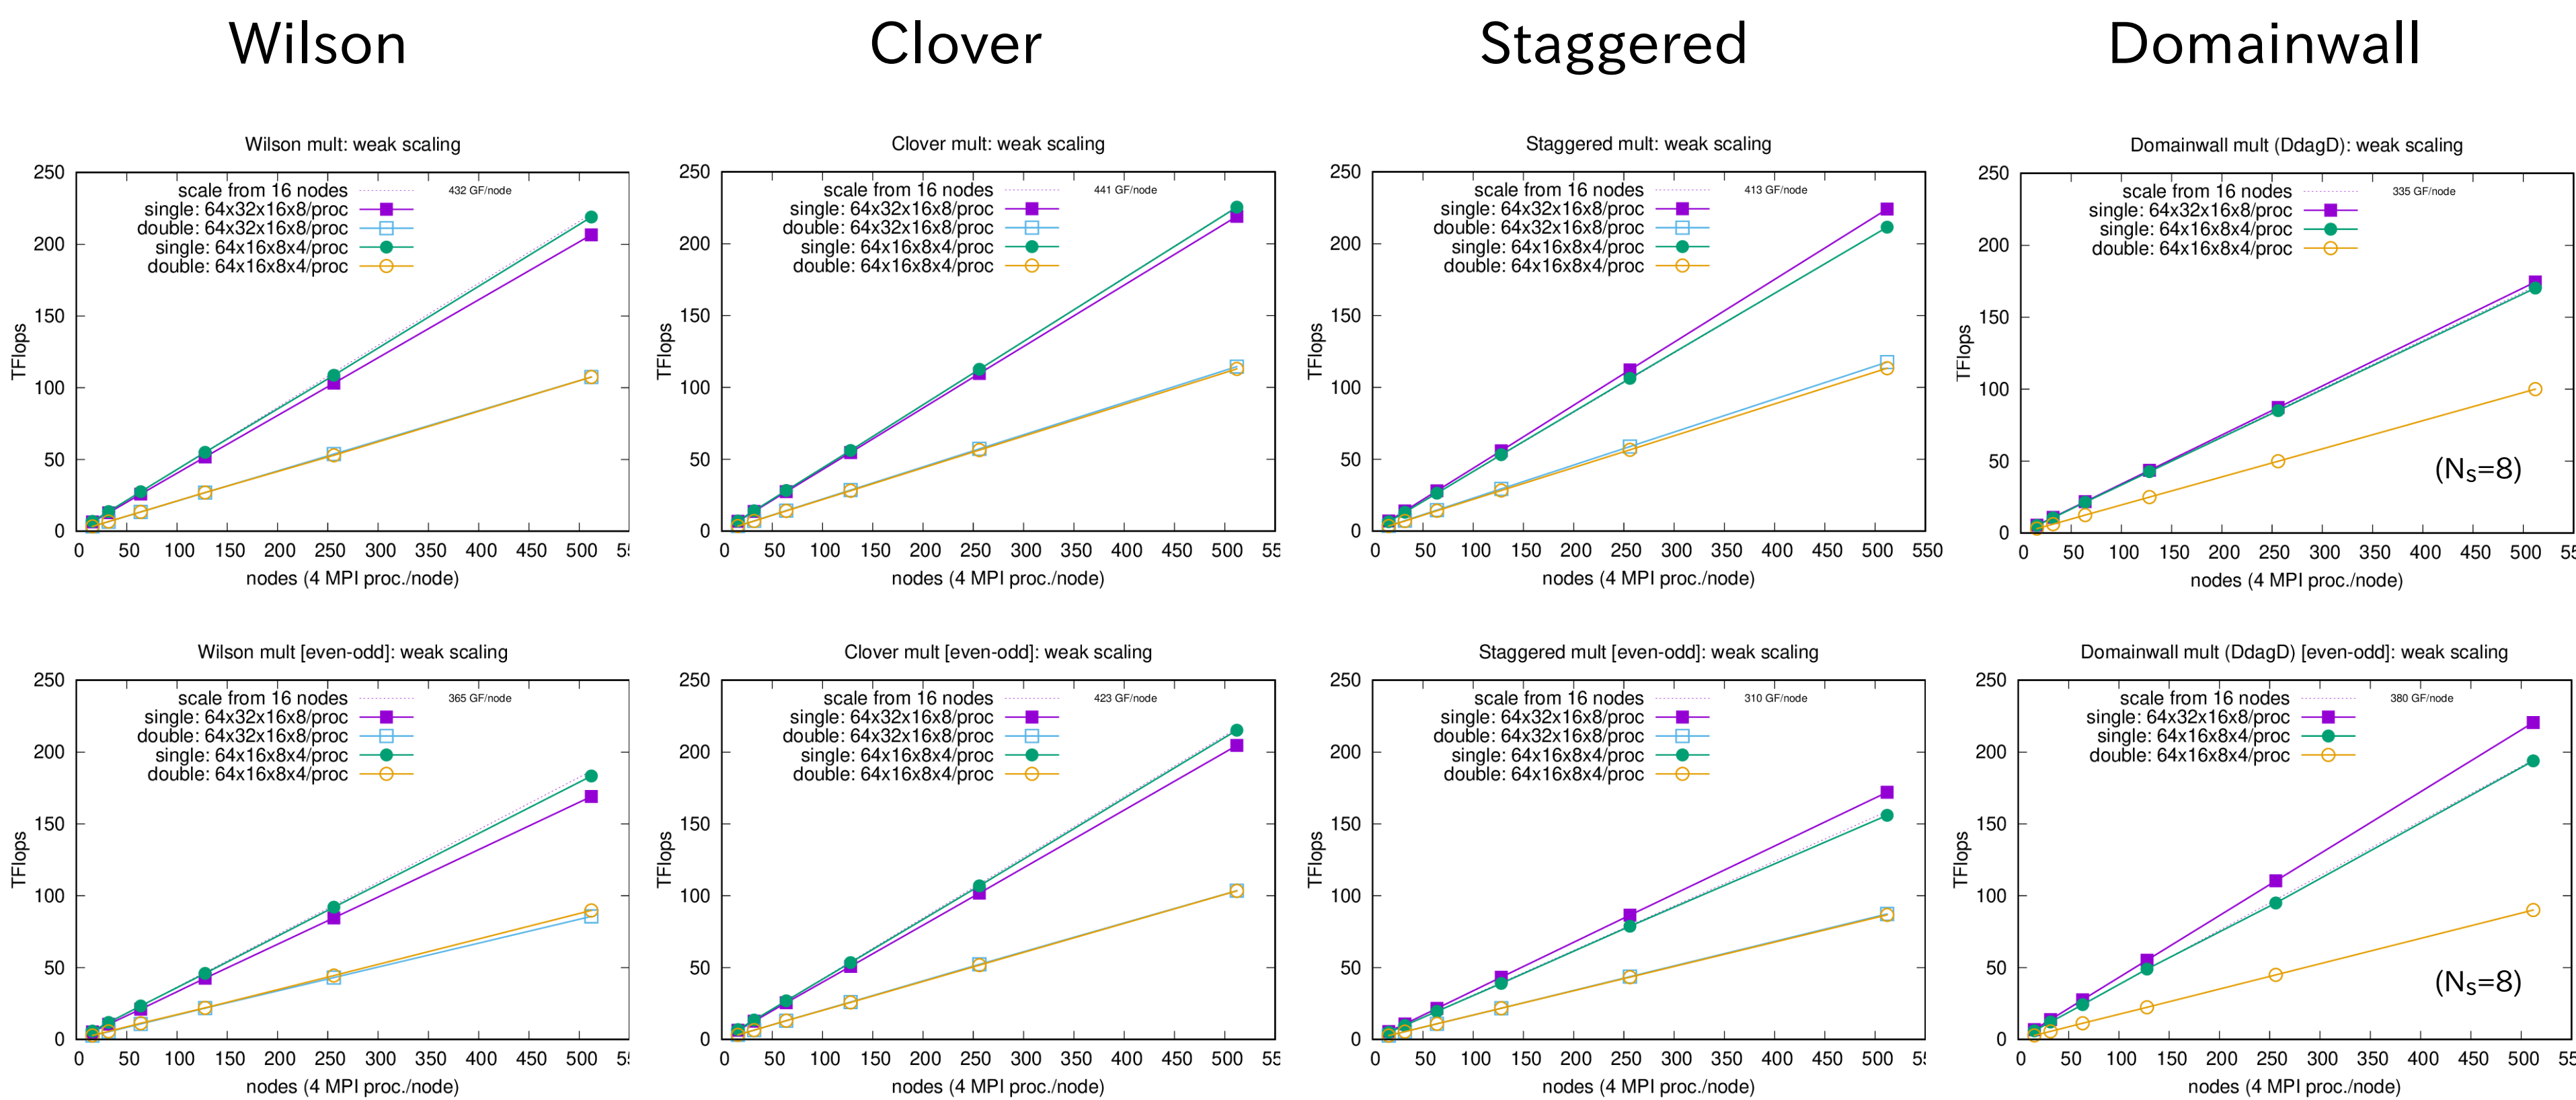 Wilson
Clover
Staggered
Domainwall
Wilson mult: weak scaling
250
200
150
100
50
0
TFlops
scale from 16 nodes 432 GF/node
single: 64x32x16x8/proc
double: 64x32x16x8/proc
single: 64x16x8x4/proc
double: 64x16x8x4/proc
0 50 100 150 200 250 300 350 400 450 500 55
nodes (4 MPI proc./node)
Clover mult: weak scaling
250
200
150
100
50
0
TFlops
scale from 16 nodes 441 GF/node
single: 64x32x16x8/proc
double: 64x32x16x8/proc
single: 64x16x8x4/proc
double: 64x16x8x4/proc
0 50 100 150 200 250 300 350 400 450 500 55
nodes (4 MPI proc./node)
Staggered mult: weak scaling
250
200
150
100
50
0
TFlops
scale from 16 nodes 413 GF/node
single: 64x32x16x8/proc
double: 64x32x16x8/proc
single: 64x16x8x4/proc
double: 64x16x8x4/proc
0 50 100 150 200 250 300 350 400 450 500 550
nodes (4 MPI proc./node)
Domainwall mult (DdagD): weak scaling
250
200
150
100
50
0
TFlops
scale from 16 nodes 335 GF/node
single: 64x32x16x8/proc
single: 64x16x8x4/proc
double: 64x16x8x4/proc
(Ns=8)
0 50 100 150 200 250 300 350 400 450 500 55
nodes (4 MPI proc./node)
Wilson mult [even-odd]: weak scaling
250
200
150
100
50
0
TFlops
scale from 16 nodes 365 GF/node
single: 64x32x16x8/proc
double: 64x32x16x8/proc
single: 64x16x8x4/proc
double: 64x16x8x4/proc
0 50 100 150 200 250 300 350 400 450 500 55
nodes (4 MPI proc./node)
Clover mult [even-odd]: weak scaling
250
200
150
100
50
0
TFlops
scale from 16 nodes 423 GF/node
single: 64x32x16x8/proc
double: 64x32x16x8/proc
single: 64x16x8x4/proc
double: 64x16x8x4/proc
0 50 100 150 200 250 300 350 400 450 500 55
nodes (4 MPI proc./node)
Staggered mult [even-odd]: weak scaling
250
200
150
100
50
0
TFlops
scale from 16 nodes 310 GF/node
single: 64x32x16x8/proc
double: 64x32x16x8/proc
single: 64x16x8x4/proc
double: 64x16x8x4/proc
0 50 100 150 200 250 300 350 400 450 500 55
nodes (4 MPI proc./node)
Domainwall mult (DdagD) [even-odd]: weak scaling
250
200
150
100
50
0
TFlops
scale from 16 nodes 380 GF/node
single: 64x32x16x8/proc
single: 64x16x8x4/proc
double: 64x16x8x4/proc
(Ns=8)
0 50 100 150 200 250 300 350 400 450 500 55
nodes (4 MPI proc./node)